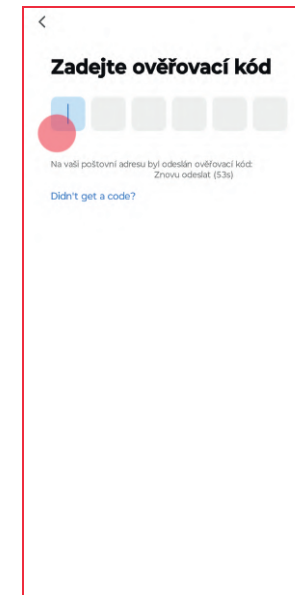 Zadejte ověřovací kód
Na vaši poštovní adresu byl odeslán ověřovací kód:
Znovu odeslat (53s)
Didn't get a code?